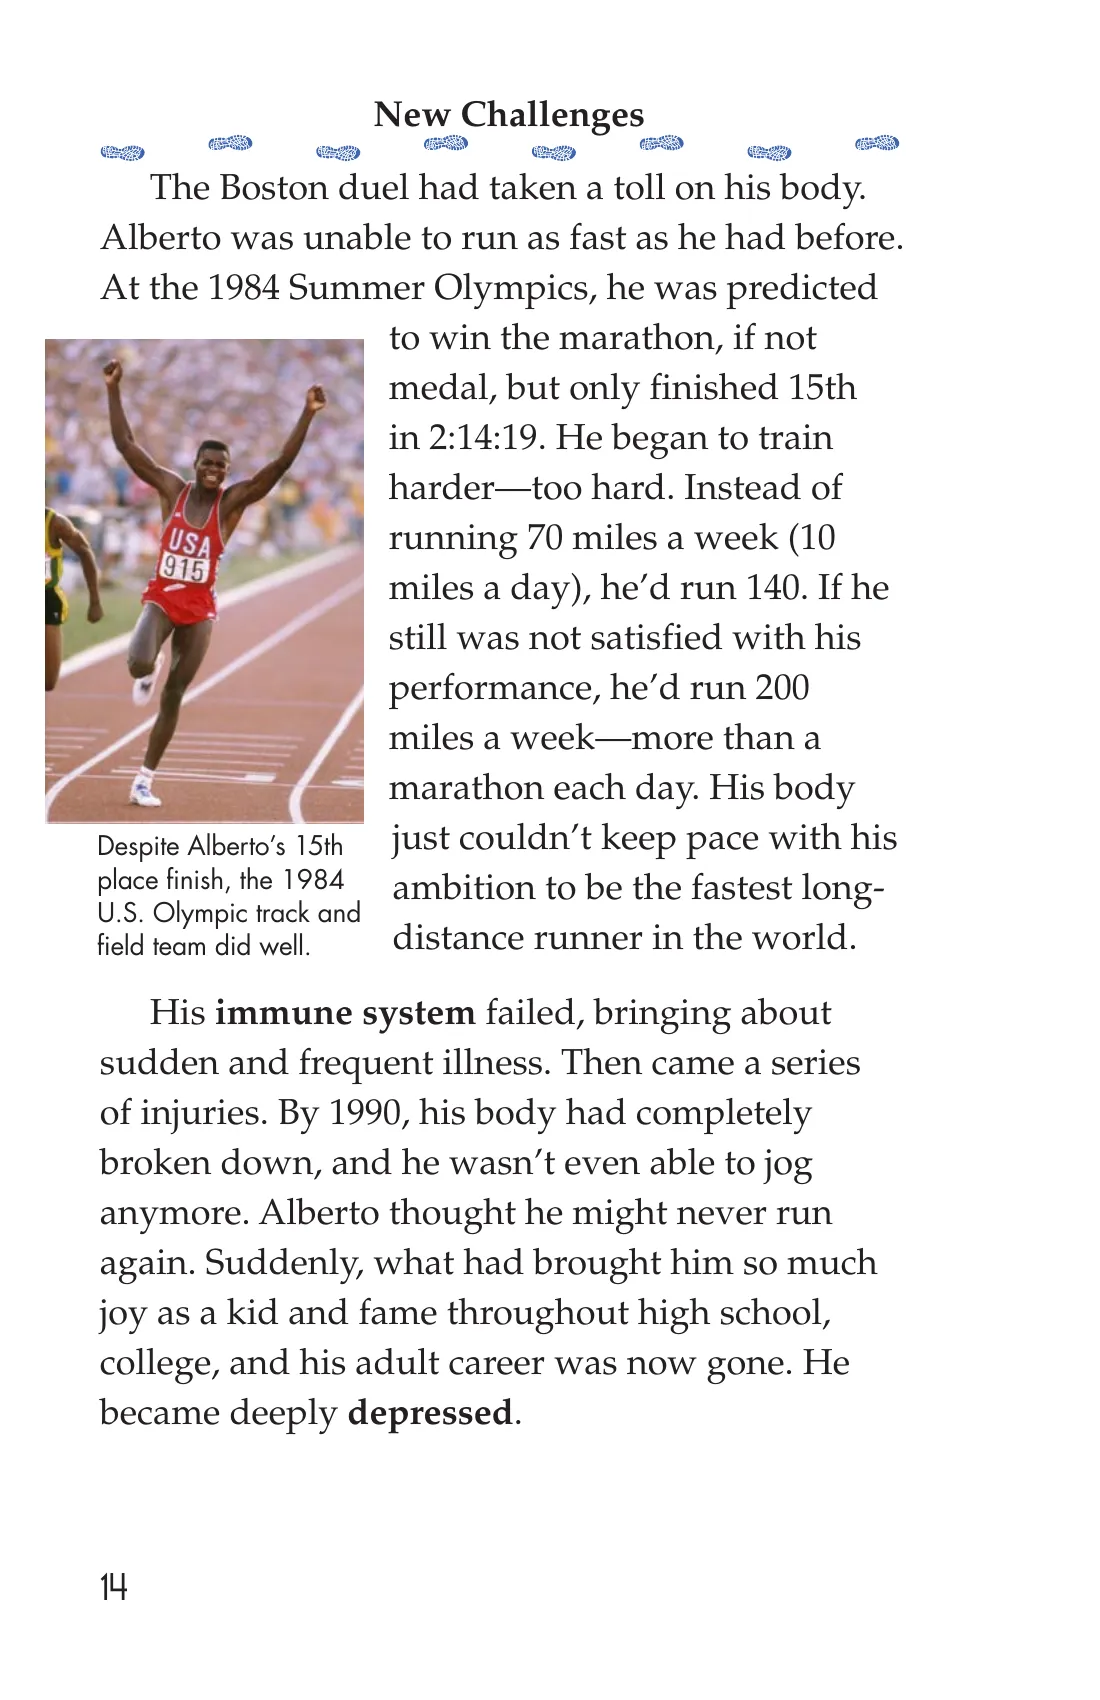 New Challenges
The Boston duel had taken a toll on his body.
Alberto was unable to run as fast as he had before.
At the 1984 Summer Olympics, he was predicted
to win the marathon, if not
medal, but only finished 15th
in 2:14:19. He began to train
harder—too hard. Instead of
running 70 miles a week (10
miles a day), he’d run 140. If he
still was not satisfied with his
performance, he’d run 200
miles a week—more than a
marathon each day. His body
just couldn’t keep pace with his
ambition to be the fastest long-
distance runner in the world.
USA
915
Despite Alberto’s 15th
place finish, the 1984
U.S. Olympic track and
field team did well.
His immune system failed, bringing about
sudden and frequent illness. Then came a series
of injuries. By 1990, his body had completely
broken down, and he wasn’t even able to jog
anymore. Alberto thought he might never run
again. Suddenly, what had brought him so much
joy as a kid and fame throughout high school,
college, and his adult career was now gone. He
became deeply depressed.
14